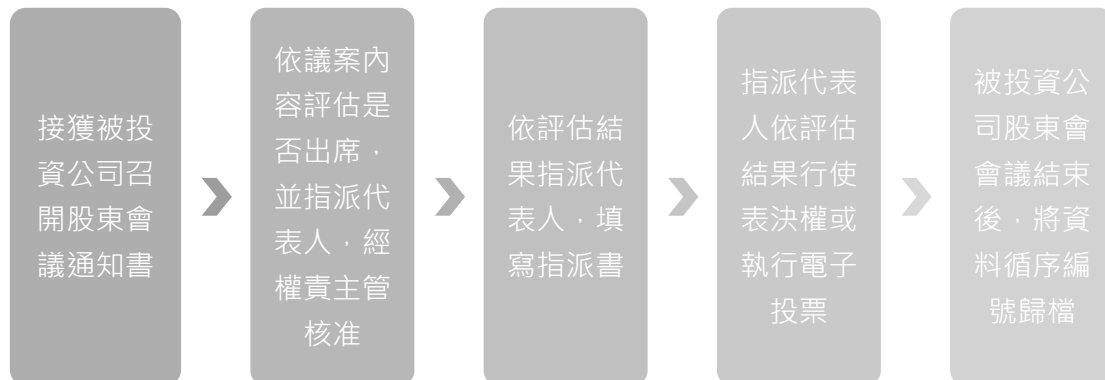 接獲被投
資公司召
開股東會
議通知書
依議案內
容評估是
否出席，
並指派代
表人，經
權責主管
核准
依評估結
果指派代
表人，填
寫指派書
指派代表
人依評估
結果行使
表決權或
執行電子
投票
被投資公
司股東會
會議結束
後，將資
料循序編
號歸檔